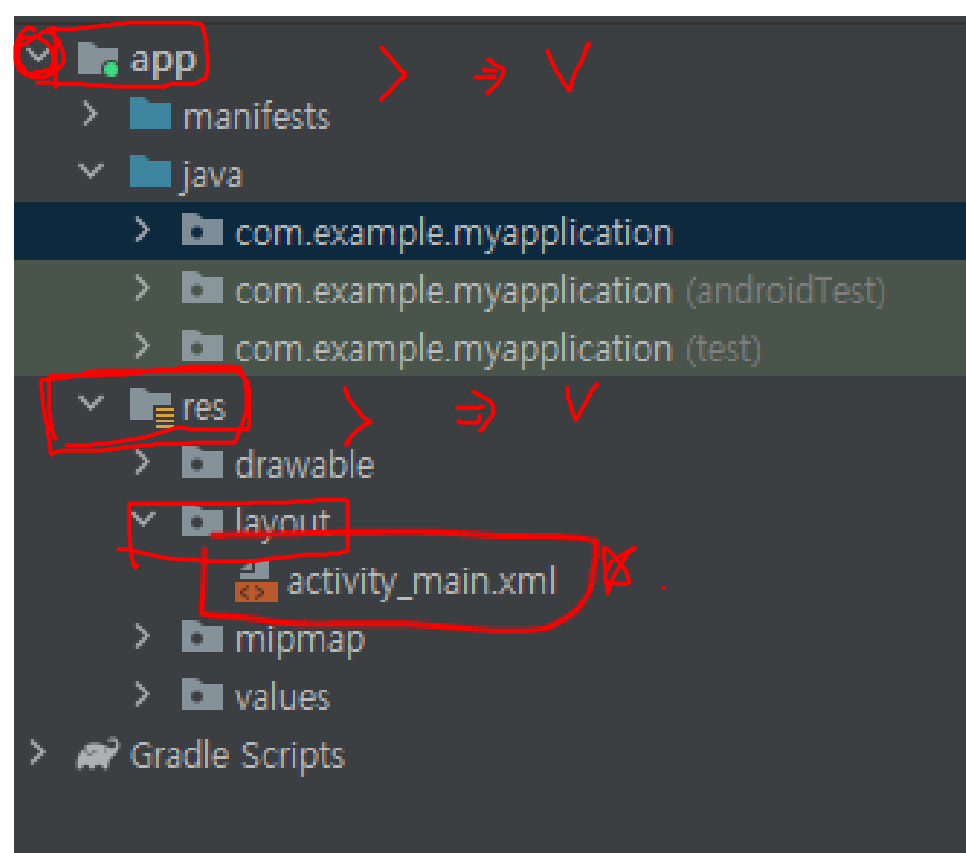 app
manifests
java
com.example.myapplication
com.example.myapplication (androidTest)
com.example.myapplication (test)
res
drawable
layout
activity_main.xml
mipmap
values
Gradle Scripts